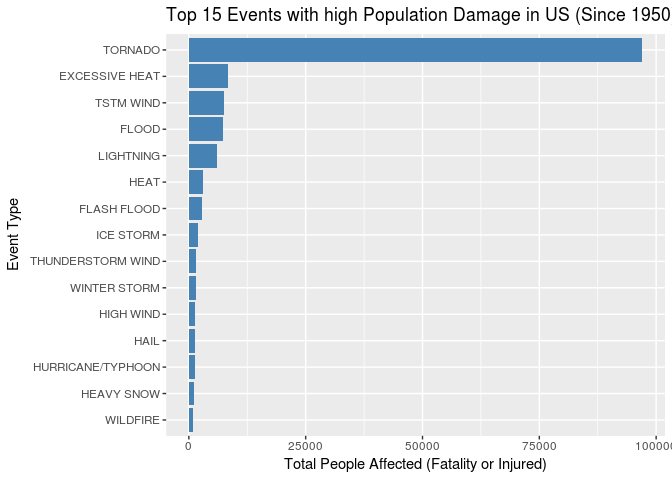 Top 15 Events with high Population Damage in US (Since 1950
TORNADO
EXCESSIVE HEAT
TSTM WIND
FLOOD
LIGHTNING
HEAT
FLASH FLOOD
ICE STORM
THUNDERSTORM WIND
WINTER STORM
HIGH WIND
HAIL
HURRICANE/TYPHOON
HEAVY SNOW
WILDFIRE
Event Type
0 25000 50000 75000 100000
Total People Affected (Fatality or Injured)